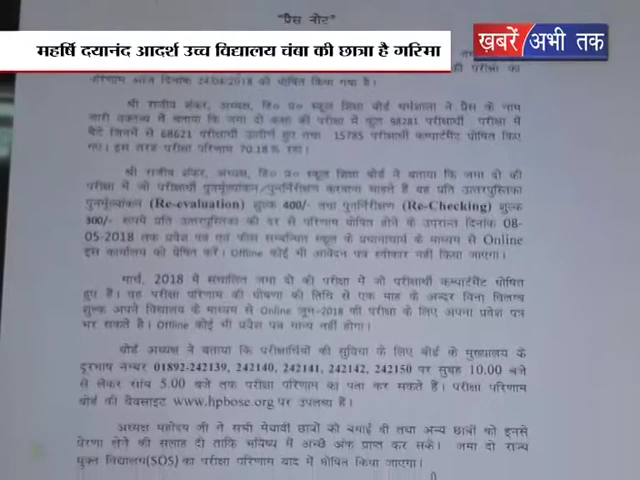 "प्रैस नोट"
महर्षि दयानंद आदर्श उच्च विद्यालय चंबा की छात्रा है गरिमा
ख़बरें अभी तक
की परीक्षा का
परिणाम आज दिनांक 24/04/2018 को घोषित किया गया है।
श्री राजीव शंकर, अध्यक्ष, हि० प्र० स्कूल शिक्षा बोर्ड धर्मशाला ने प्रैस के नाम
जारी वक्तव्य में बताया कि जमा दो कक्षा की परीक्षा में कुल 98281 परीक्षार्थी परीक्षा में
बैठे जिनमें से 68621 परीक्षार्थी उत्तीर्ण हुए तथा 15785 परीक्षार्थी कम्पार्टमेंट घोषित किए
गए। इस तरह परीक्षा परिणाम 70.18% रहा।
श्री राजीव शंकर, अध्यक्ष, हि० प्र० स्कूल शिक्षा बोर्ड ने बताया कि जमा दो की
परीक्षा में जो परीक्षार्थी पुनर्मूल्यांकन/पुनर्निरीक्षण करवाना चाहते हैं वह प्रति उत्तरपुस्तिका
पुनर्मूल्यांकन (Re-evaluation) शुल्क 400/- तथा पुनर्निरीक्षण (Re-Checking) शुल्क
300/- रूपये प्रति उत्तरपुस्तिका की दर से परिणाम घोषित होने के उपरान्त दिनांक 08-
05-2018 तक प्रवेश पत्र एवं फीस सम्बन्धित स्कूल के प्रधानाचार्य के माध्यम से Online
इस कार्यालय को प्रेषित करें। Offline कोई भी आवेदन पत्र स्वीकार नहीं किया जाएगा।
मार्च, 2018 में संचालित जमा दो की परीक्षा में जो परीक्षार्थी कम्पार्टमेंट घोषित
हुए हैं। वह परीक्षा परिणाम की घोषणा की तिथि से एक माह के अन्दर बिना विलम्ब
शुल्क अपने विद्यालय के माध्यम से Online जून-2018 की परीक्षा के लिए अपना प्रवेश पत्र
भर सकते हैं। Offline कोई भी प्रवेश पत्र मान्य नहीं होगा।
बोर्ड अध्यक्ष ने बताया कि परीक्षार्थियों की सुविधा के लिए बोर्ड के मुख्यालय के
दूरभाष नम्बर 01892-242139, 242140, 242141, 242142, 242150 पर सुबह 10.00 बजे
से लेकर सांय 5.00 बजे तक परीक्षा परिणाम का पता कर सकते हैं। परीक्षा परिणाम
बोर्ड की वैबसाइट www.hpbose.org पर उपलब्ध है।
अध्यक्ष महोदय जी ने सभी मेधावी छात्रों को बधाई दी तथा अन्य छात्रों को इनसे
प्रेरणा लेने की सलाह दी ताकि भविष्य में अच्छे अंक प्राप्त कर सकें। जमा दो राज्य
मुक्त विद्यालय(SOS) का परीक्षा परिणाम बाद में घोषित किया जाएगा।